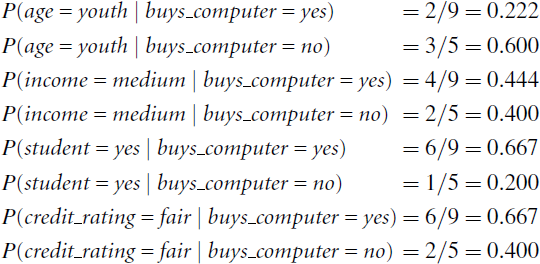 P(age = youth | buys_computer = yes) = 2/9 = 0.222
P(age = youth | buys_computer = no) = 3/5 = 0.600
P(income = medium | buys_computer = yes) = 4/9 = 0.444
P(income = medium | buys_computer = no) = 2/5 = 0.400
P(student = yes | buys_computer = yes) = 6/9 = 0.667
P(student = yes | buys_computer = no) = 1/5 = 0.200
P(credit_rating = fair | buys_computer = yes) = 6/9 = 0.667
P(credit_rating = fair | buys_computer = no) = 2/5 = 0.400